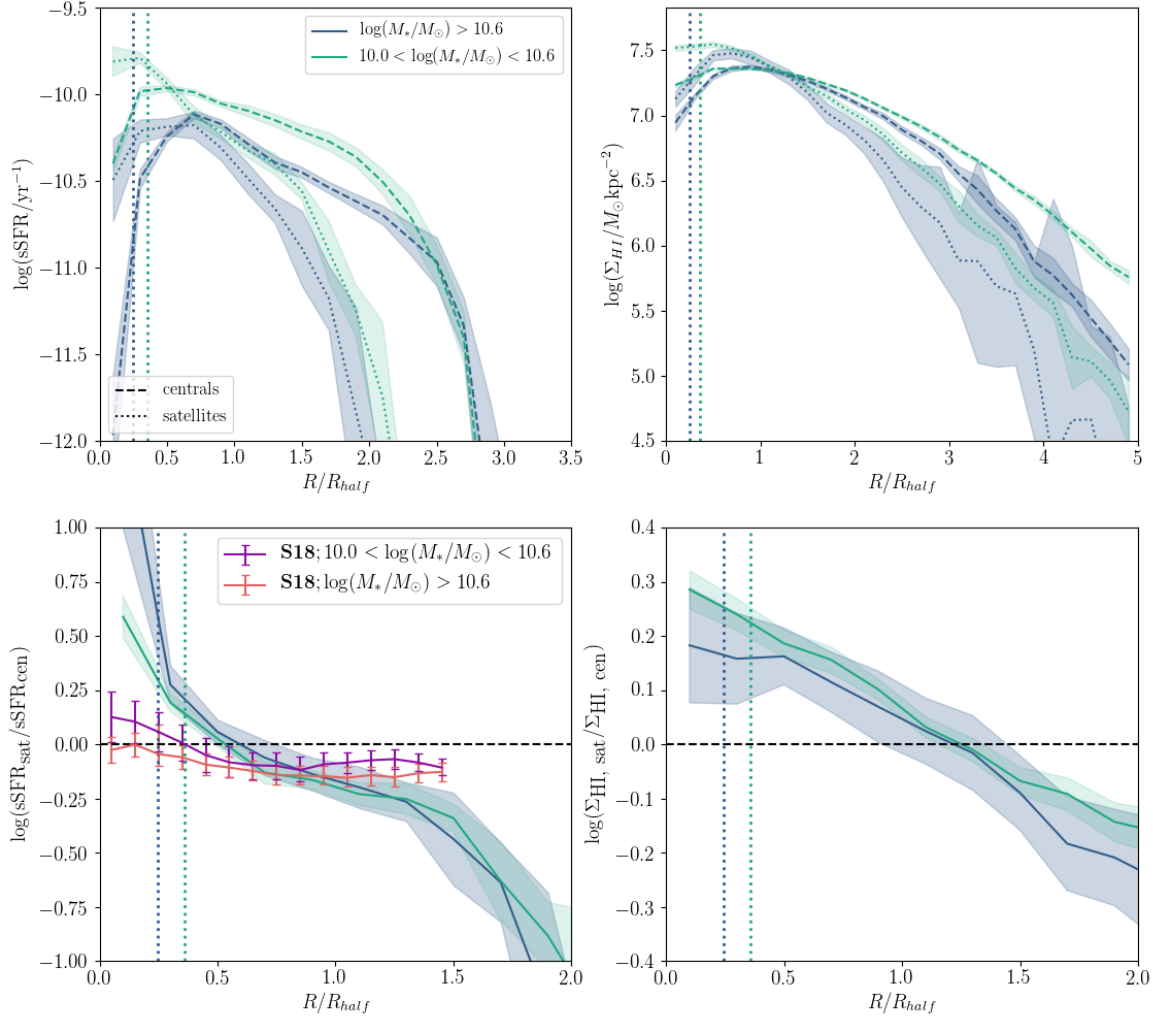 −9.5
−10.0
−10.5
−11.0
−11.5
−12.0
log(sSFR/yr⁻¹)
log(M*/M⊙) > 10.6
10.0 < log(M*/M⊙) < 10.6
centrals
satellites
0.0 0.5 1.0 1.5 2.0 2.5 3.0 3.5
R/R_half
7.5
7.0
6.5
6.0
5.5
5.0
4.5
log(Σ_HI/M⊙kpc⁻²)
0 1 2 3 4 5
R/R_half
1.00
0.75
0.50
0.25
0.00
−0.25
−0.50
−0.75
−1.00
log(sSFR_sat/sSFR_cen)
S18; 10.0 < log(M*/M⊙) < 10.6
S18; log(M*/M⊙) > 10.6
0.0 0.5 1.0 1.5 2.0
R/R_half
0.4
0.3
0.2
0.1
0.0
−0.1
−0.2
−0.3
−0.4
log(Σ_HI, sat/Σ_HI, cen)
0.0 0.5 1.0 1.5 2.0
R/R_half